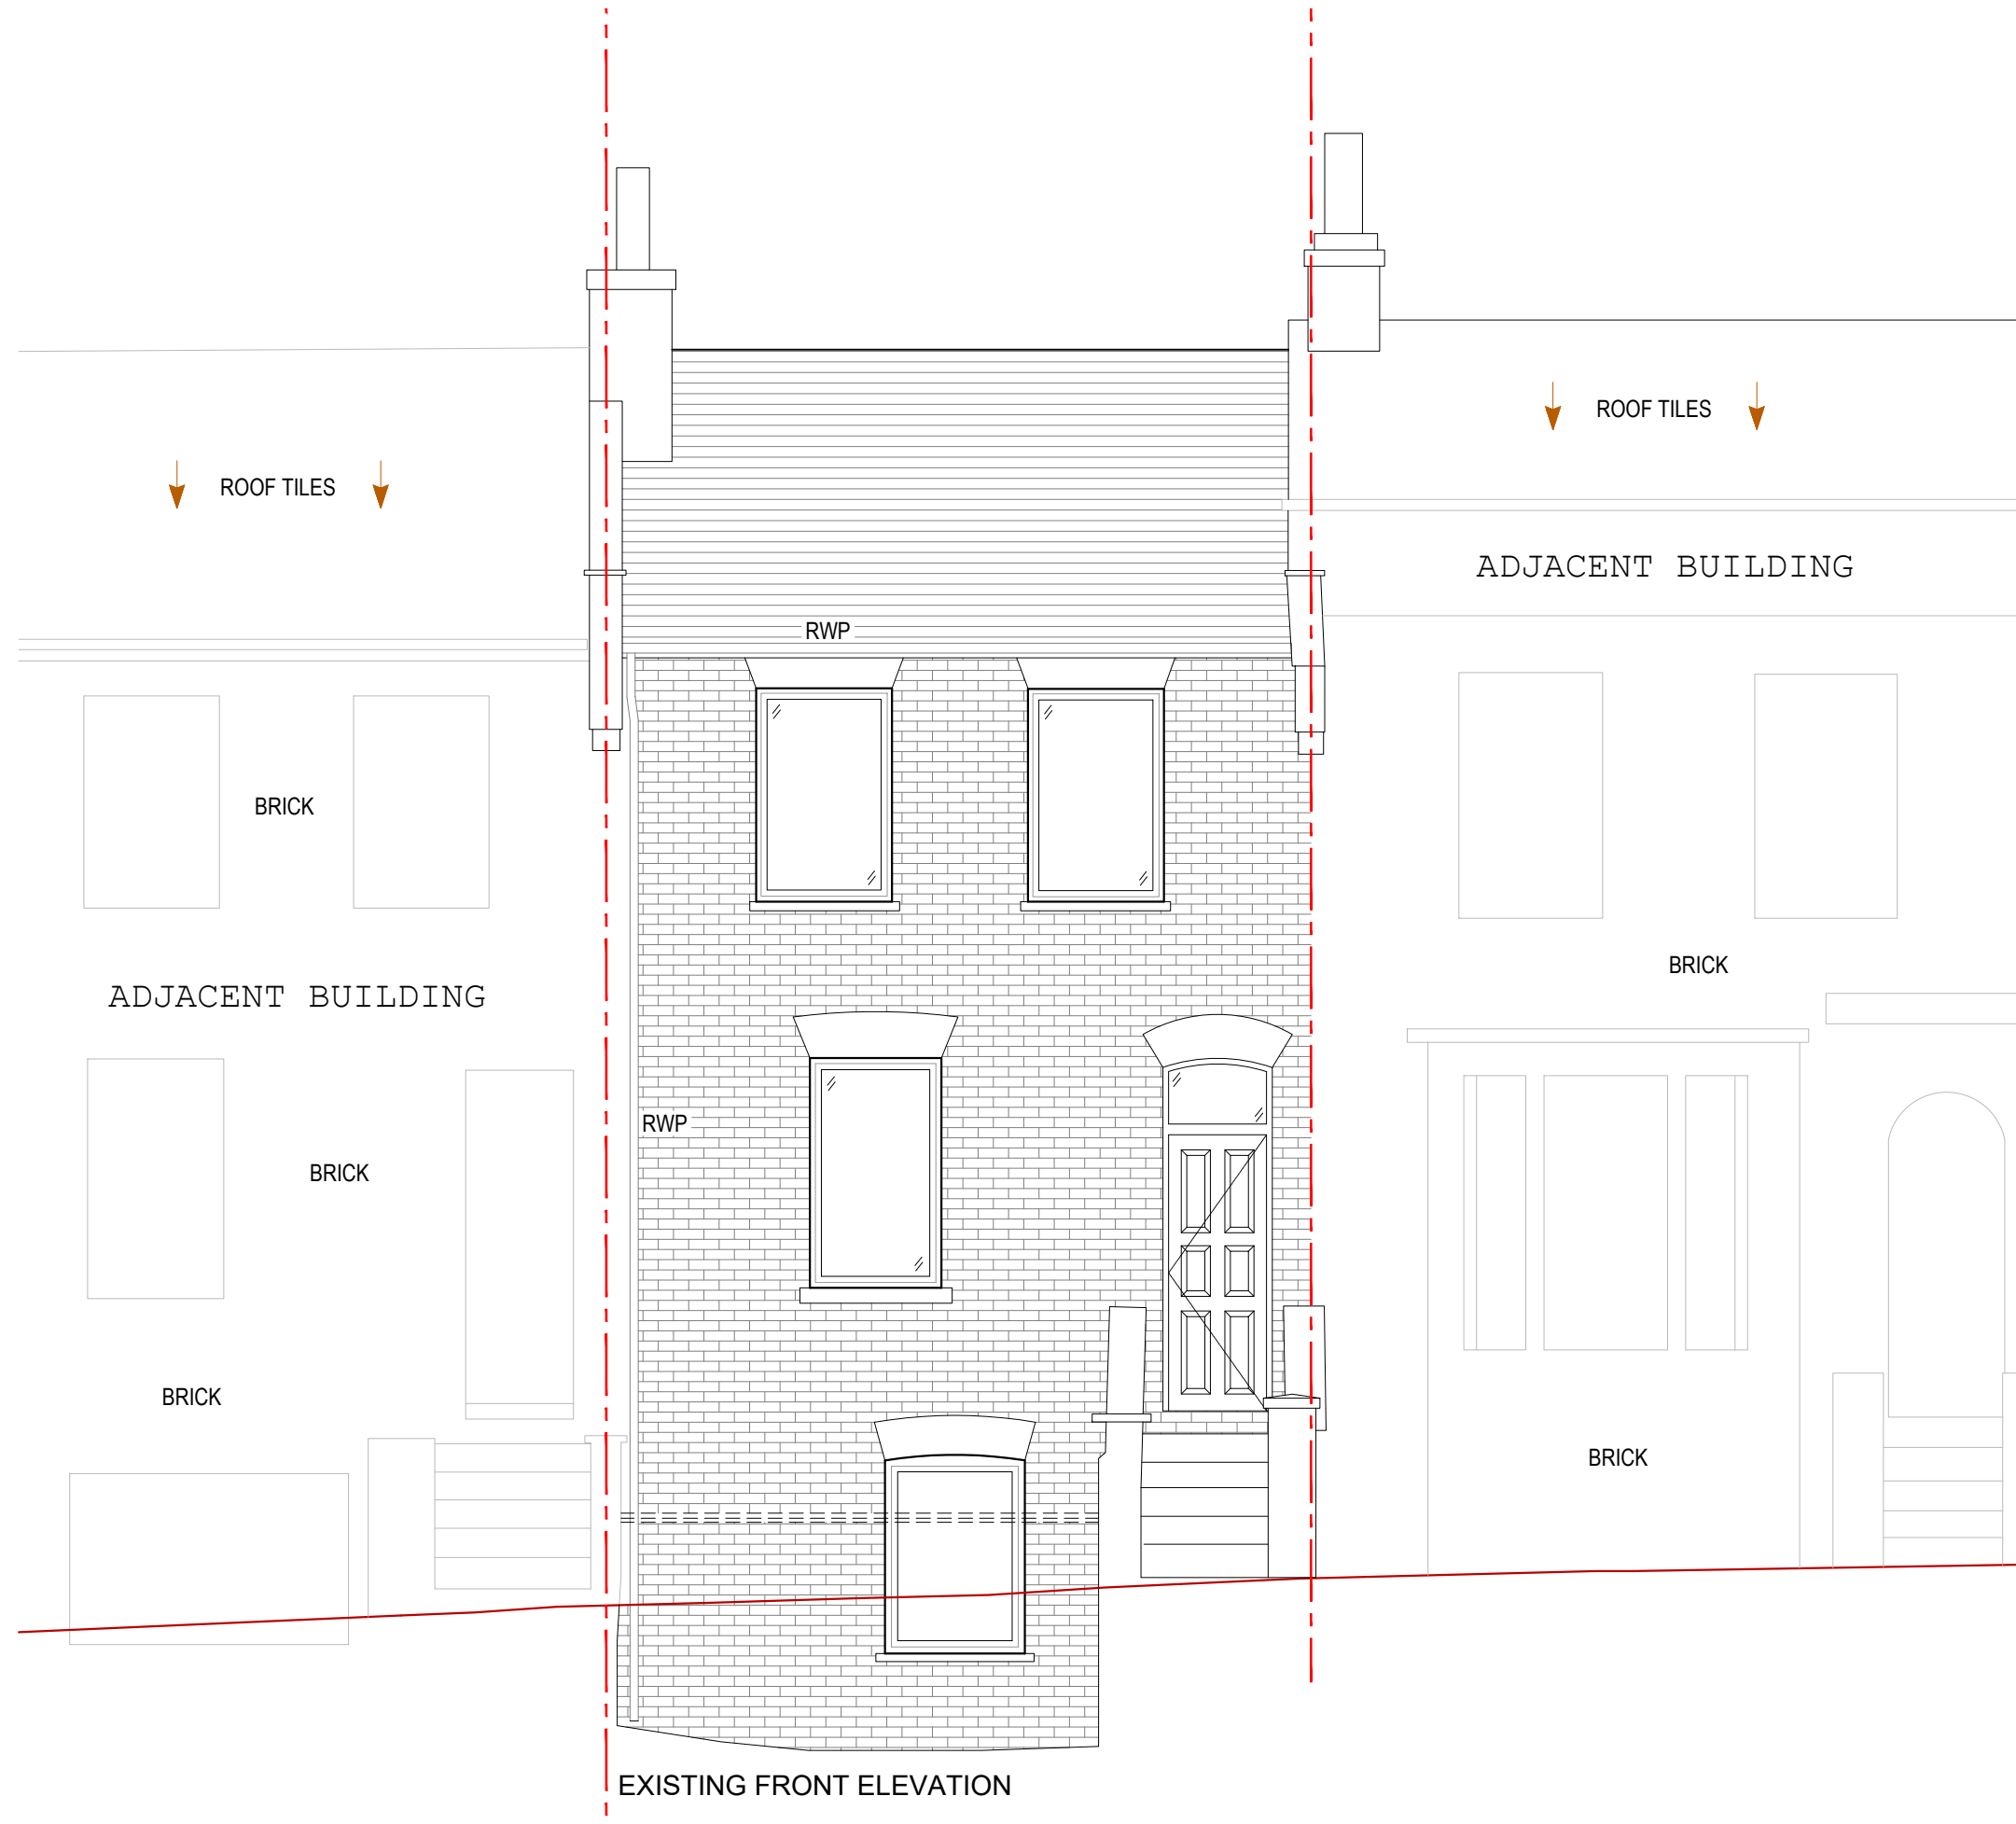 ROOF TILES
ROOF TILES
ADJACENT BUILDING
RWP
BRICK
BRICK
ADJACENT BUILDING
RWP
BRICK
BRICK
BRICK
EXISTING FRONT ELEVATION